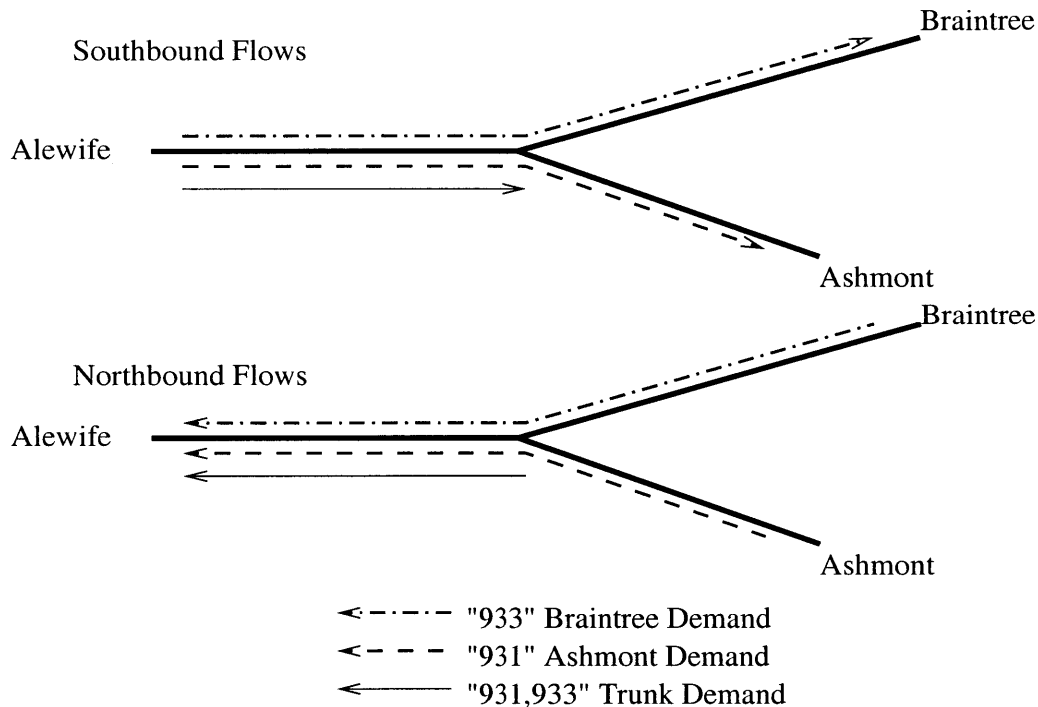 Braintree
Southbound Flows
Alewife
Ashmont
Braintree
Northbound Flows
Alewife
Ashmont
"933" Braintree Demand
"931" Ashmont Demand
"931,933" Trunk Demand